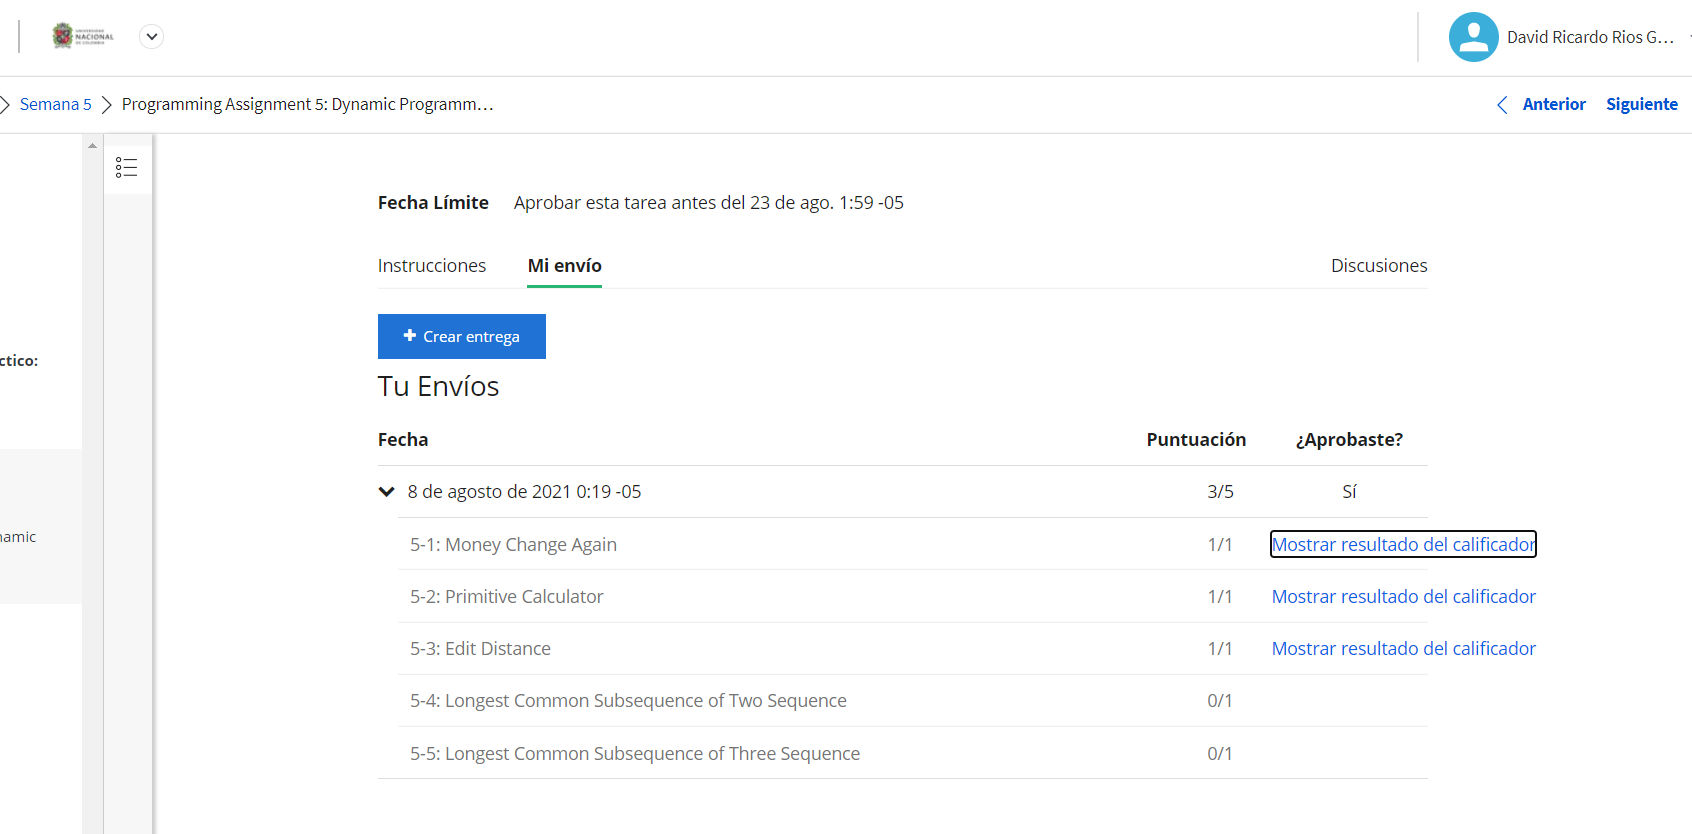 UNIVERSIDAD
NACIONAL
DE COLOMBIA
David Ricardo Rios G...
Semana 5
Programming Assignment 5: Dynamic Programm...
Anterior
Siguiente
ctico:
namic
Fecha Límite Aprobar esta tarea antes del 23 de ago. 1:59 -05
Instrucciones Mi envío Discusiones
+ Crear entrega
Tu Envíos
Fecha Puntuación ¿Aprobaste?
8 de agosto de 2021 0:19 -05 3/5 Sí
5-1: Money Change Again 1/1 Mostrar resultado del calificador
5-2: Primitive Calculator 1/1 Mostrar resultado del calificador
5-3: Edit Distance 1/1 Mostrar resultado del calificador
5-4: Longest Common Subsequence of Two Sequence 0/1
5-5: Longest Common Subsequence of Three Sequence 0/1